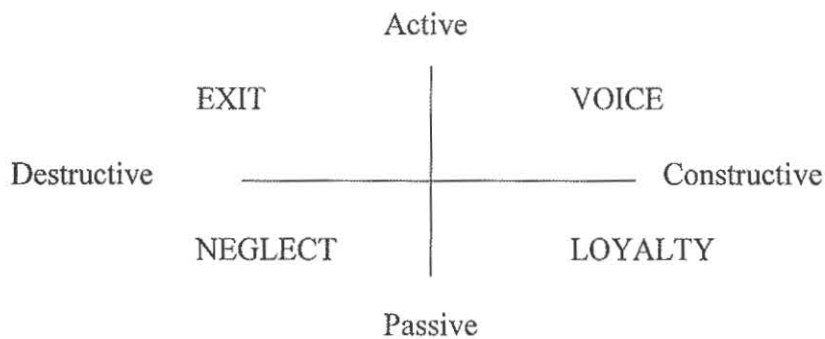 Active
EXIT VOICE
Destructive Constructive
NEGLECT LOYALTY
Passive